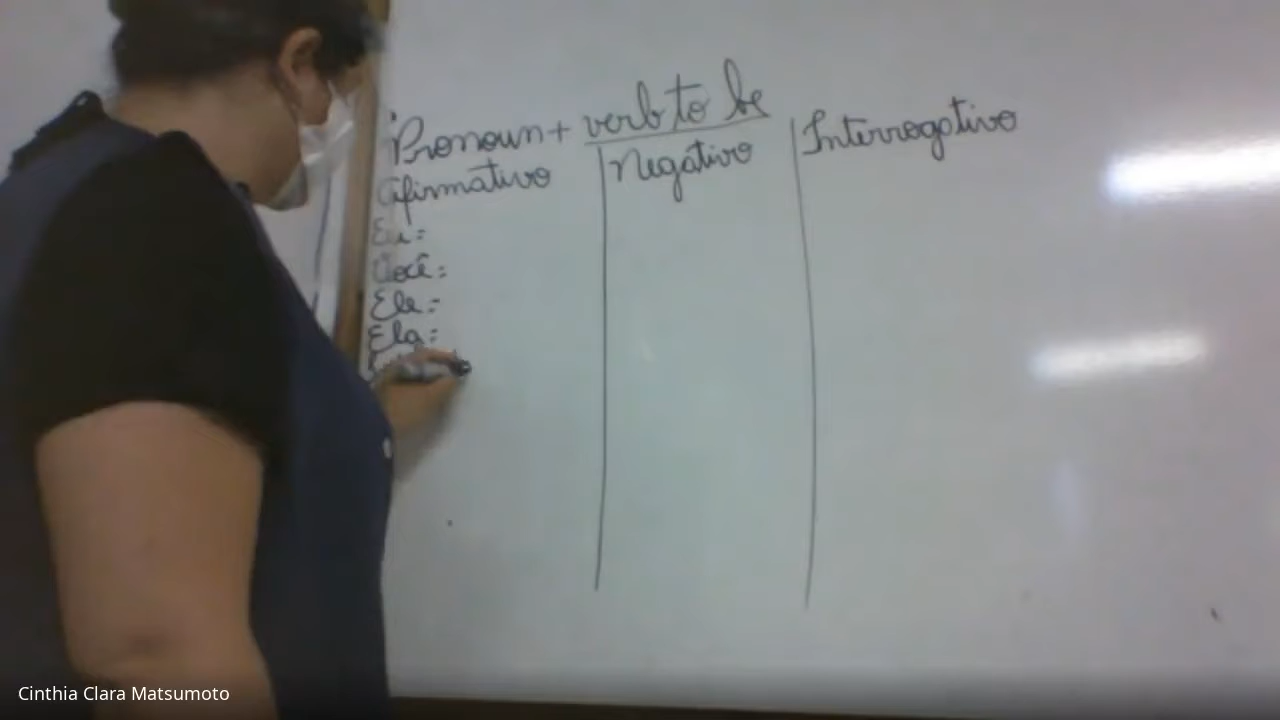 Pronoun + verb to be
Afirmativo
Negativo
Interrogativo
Eu:
Você:
Ele:
Ela:
Cinthia Clara Matsumoto